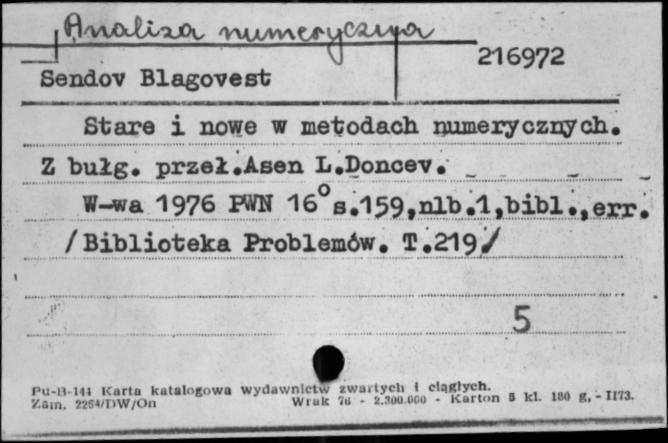 Analiza numeryczna
216972
Sendov Blagovest
Stare i nowe w metodach numerycznych.
Z bułg. przeł.Asen L.Doncev.
W-wa 1976 PWN 16° s.159,nlb.1,bibl.,err.
/Biblioteka Problemów. T.219/
5
Pu-B-144 Karta katalogowa wydawnictw zwartych i ciągłych.
Zam. 2264/DW/On Wrak 76 - 2.300.000 - Karton 5 kl. 180 g, - II73.